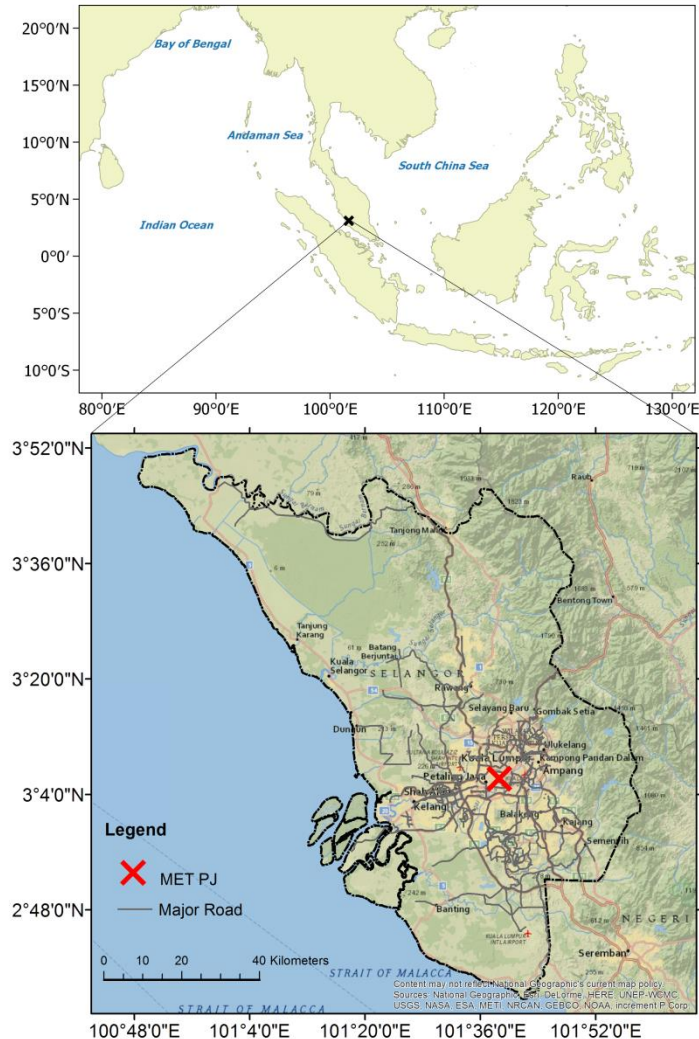 20°0'N
15°0'N
10°0'N
5°0'N
0°0'
5°0'S
10°0'S
Bay of Bengal
Andaman Sea
South China Sea
Indian Ocean
80°0'E
90°0'E
100°0'E
110°0'E
120°0'E
130°0'E
3°52'0"N
3°36'0"N
3°20'0"N
3°4'0"N
2°48'0"N
Raub
Tanjong Malim
Bentong Town
Tanjung
Karang
Batang
Berjuntai
Kuala
Selangor
SELANGOR
Rawang
Selayang Baru
Gombak Setia
Dungun
Ulukelang
Kuala Lumpur
Kampong Pandan Dalam
Ampang
Petaling Jaya
Shah Alam
Kelang
Balakong
Kajang
Semenyih
Banting
KUALA LUMPUR
INTL AIRPORT
NEGERI
Seremban
Legend
MET PJ
Major Road
0 10 20 40 Kilometers
STRAIT OF MALACCA
STRAIT OF MALACCA
Content may not reflect National Geographic's current map policy.
Sources: National Geographic, Esri, DeLorme, HERE, UNEP-WCMC,
USGS, NASA, ESA, METI, NRCAN, GEBCO, NOAA, increment P Corp.
100°48'0"E
101°4'0"E
101°20'0"E
101°36'0"E
101°52'0"E